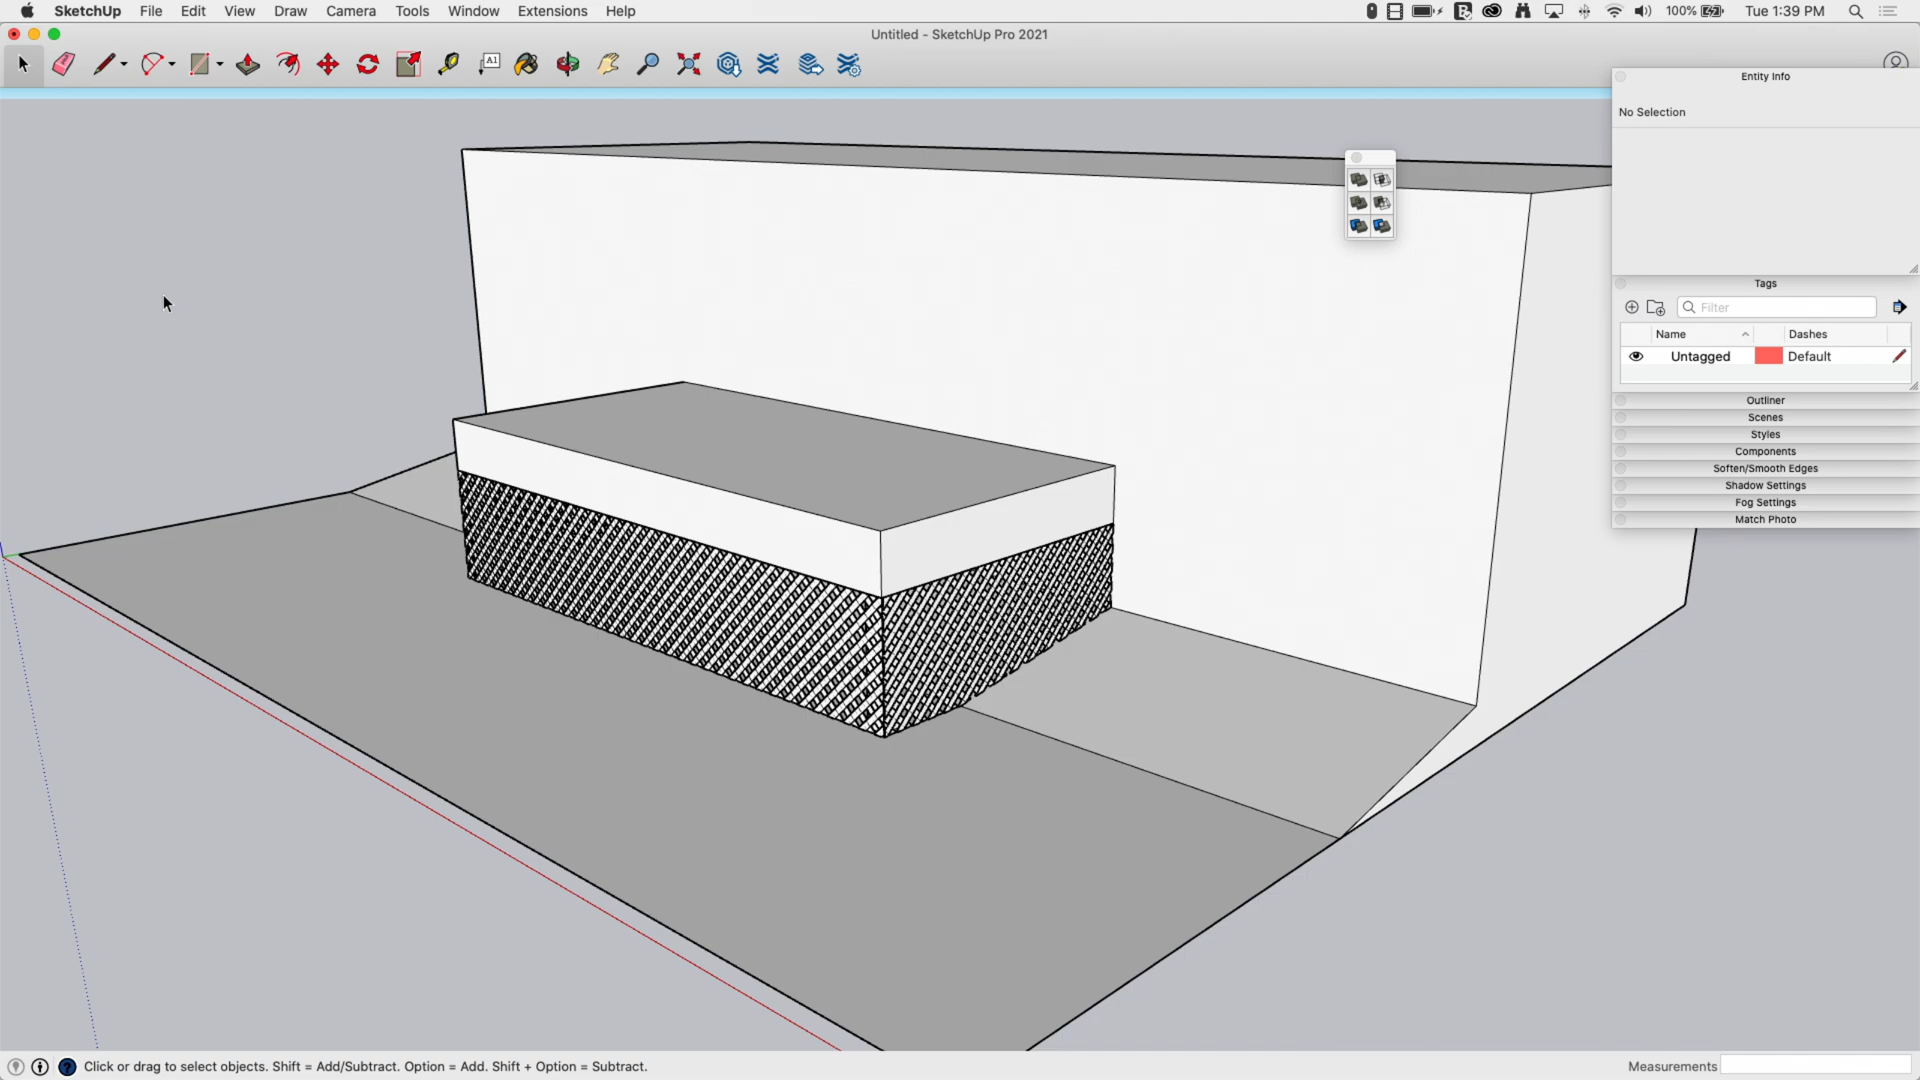 SketchUp File Edit View Draw Camera Tools Window Extensions Help 100% Tue 1:39 PM
Untitled - SketchUp Pro 2021
A1
Entity Info
No Selection
Tags
Filter
Name Dashes
Untagged Default
Outliner
Scenes
Styles
Components
Soften/Smooth Edges
Shadow Settings
Fog Settings
Match Photo
Click or drag to select objects. Shift = Add/Subtract. Option = Add. Shift + Option = Subtract.
Measurements